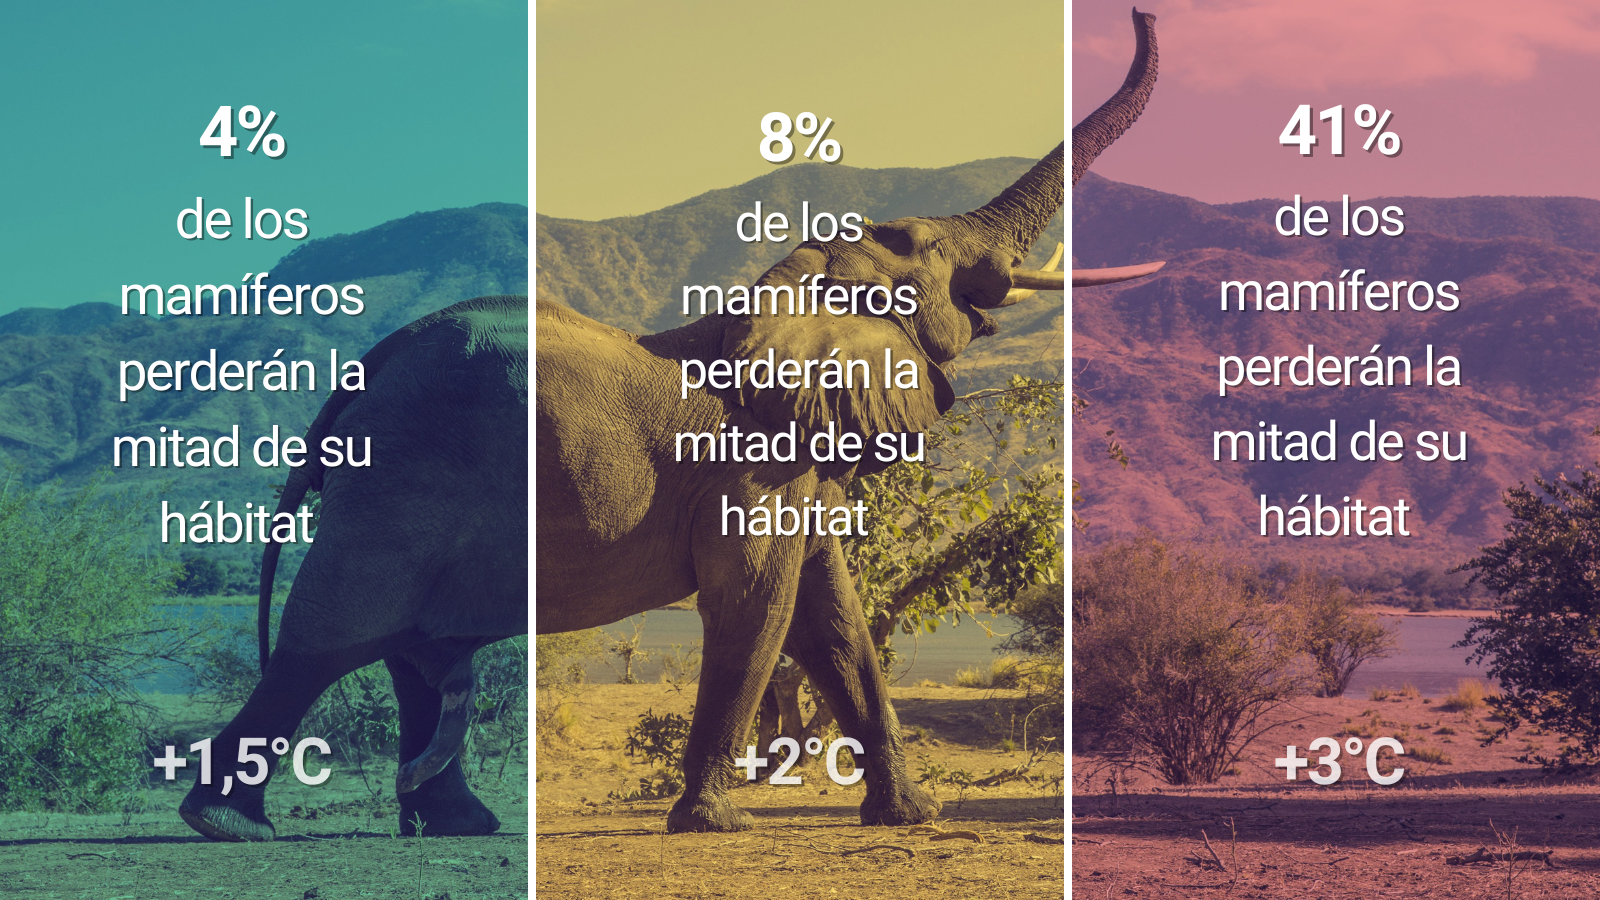 4%
de los
mamíferos
perderán la
mitad de su
hábitat
+1,5°C
8%
de los
mamíferos
perderán la
mitad de su
hábitat
+2°C
41%
de los
mamíferos
perderán la
mitad de su
hábitat
+3°C